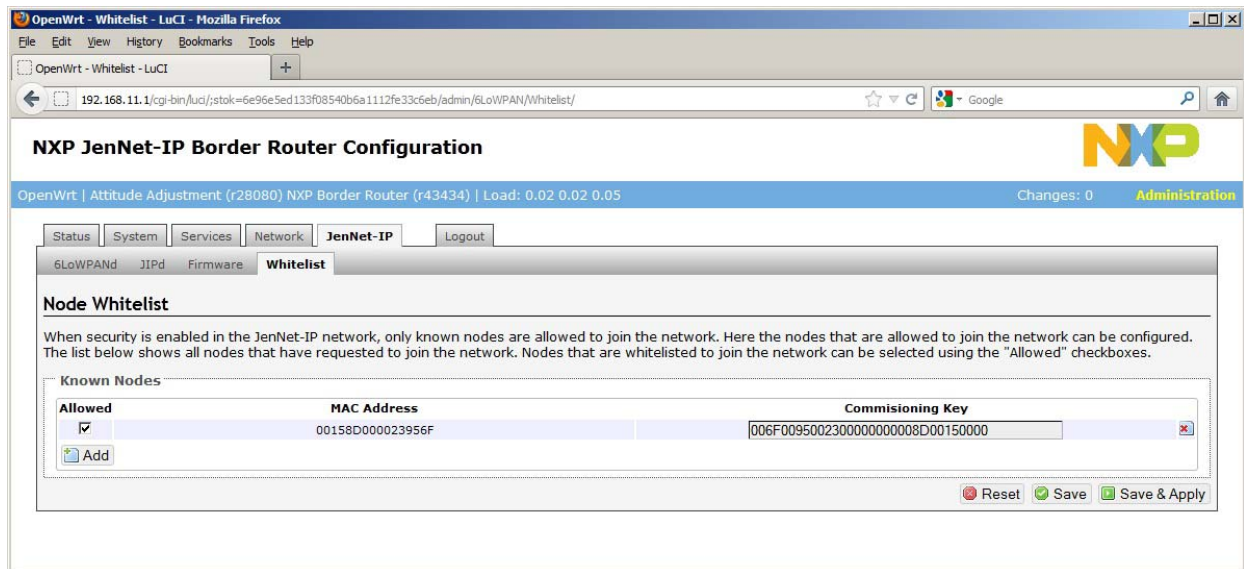 OpenWrt - Whitelist - LuCI - Mozilla Firefox
File Edit View History Bookmarks Tools Help
OpenWrt - Whitelist - LuCI +
192.168.11.1/cgi-bin/luci/;stok=6e96e5ed133f08540b6a1112fe33c6eb/admin/6LoWPAN/Whitelist/ Google
NXP JenNet-IP Border Router Configuration
NXP
OpenWrt | Attitude Adjustment (r28080) NXP Border Router (r43434) | Load: 0.02 0.02 0.05 Changes: 0 Administration
Status System Services Network JenNet-IP Logout
6LoWPANd JIPd Firmware Whitelist
Node Whitelist
When security is enabled in the JenNet-IP network, only known nodes are allowed to join the network. Here the nodes that are allowed to join the network can be configured.
The list below shows all nodes that have requested to join the network. Nodes that are whitelisted to join the network can be selected using the "Allowed" checkboxes.
Known Nodes
Allowed MAC Address Commisioning Key
00158D000023956F 006F0095002300000000008D00150000
Add
Reset Save Save & Apply